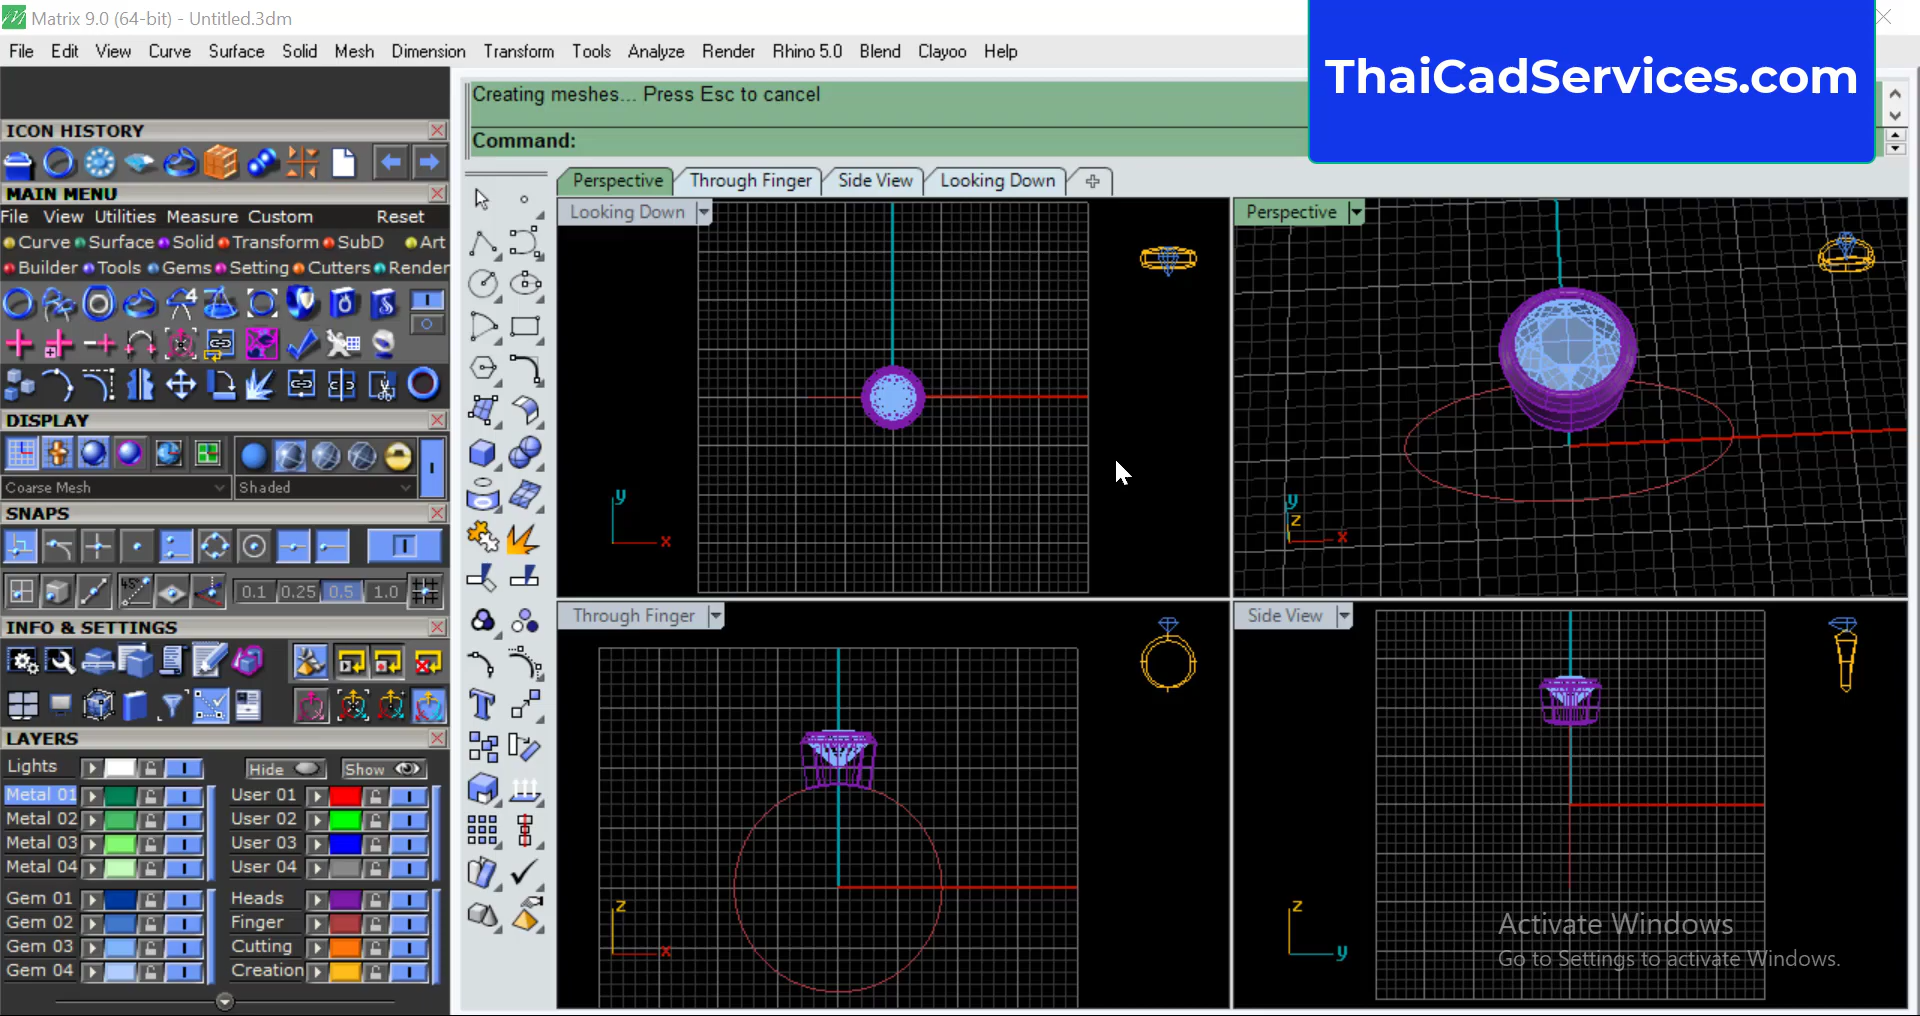 Matrix 9.0 (64-bit) - Untitled.3dm
File Edit View Curve Surface Solid Mesh Dimension Transform Tools Analyze Render Rhino 5.0 Blend Clayoo Help
ThaiCadServices.com
Creating meshes... Press Esc to cancel
Command:
ICON HISTORY
MAIN MENU
File View Utilities Measure Custom Reset
Curve Surface Solid Transform SubD Art
Builder Tools Gems Setting Cutters Render
DISPLAY
Coarse Mesh Shaded
SNAPS
45°
0.1 0.25 0.5 1.0
INFO & SETTINGS
LAYERS
Lights Hide Show
Metal 01 User 01
Metal 02 User 02
Metal 03 User 03
Metal 04 User 04
Gem 01 Heads
Gem 02 Finger
Gem 03 Cutting
Gem 04 Creation
Perspective Through Finger Side View Looking Down
Looking Down
y
x
Perspective
y
z
x
Through Finger
z
x
Side View
z
y
Activate Windows
Go to Settings to activate Windows.